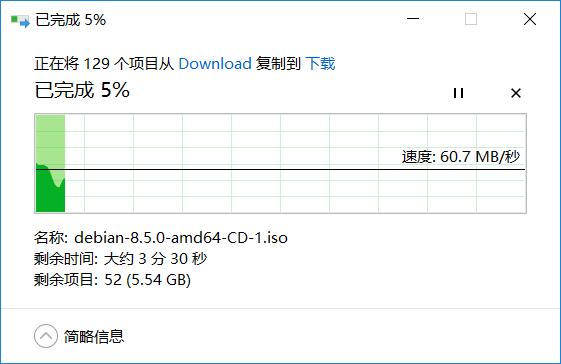 已完成 5%
正在将 129 个项目从 Download 复制到 下载
已完成 5%
速度: 60.7 MB/秒
名称: debian-8.5.0-amd64-CD-1.iso
剩余时间: 大约 3 分 30 秒
剩余项目: 52 (5.54 GB)
简略信息